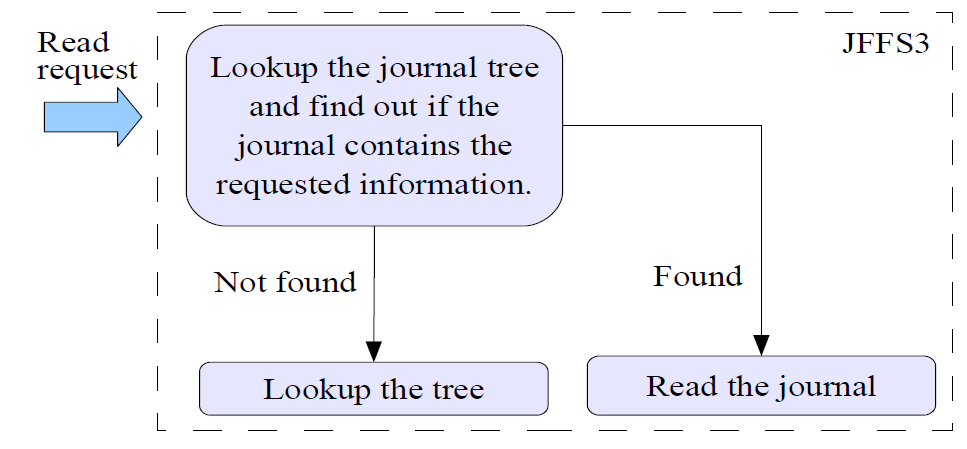 Read
request
JFFS3
Lookup the journal tree
and find out if the
journal contains the
requested information.
Not found
Found
Lookup the tree
Read the journal